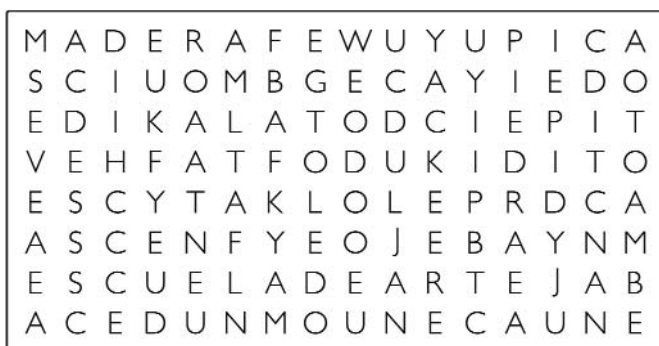 M A D E R A F E W U Y U P I C A
S C I U O M B G E C A Y I E D O
E D I K A L A T O D C I E P I T
V E H F A T F O D U K I D I T O
E S C Y T A K L O L E P R D C A
A S C E N F Y E O J E B A Y N M
E S C U E L A D E A R T E J A B
A C E D U N M O U N E C A U N E